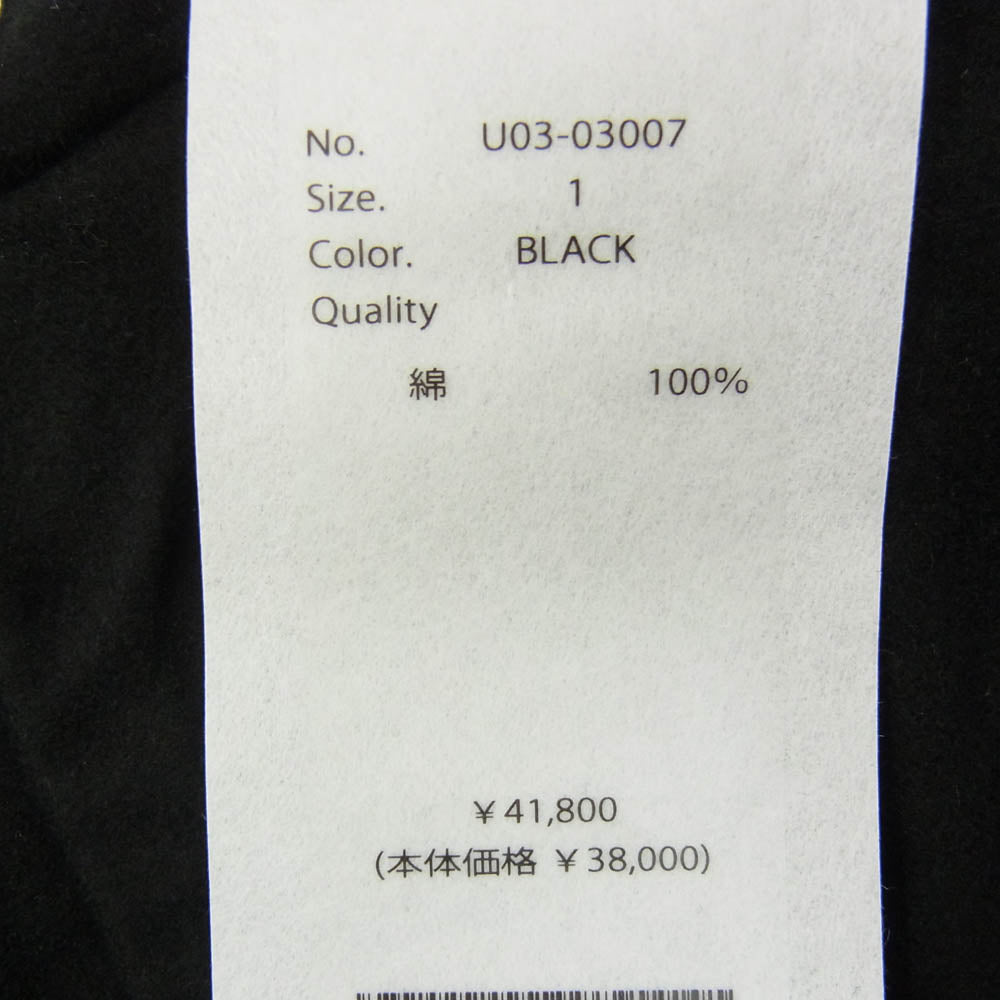 No. U03-03007
Size. 1
Color. BLACK
Quality
綿 100%
¥41,800
(本体価格 ¥38,000)